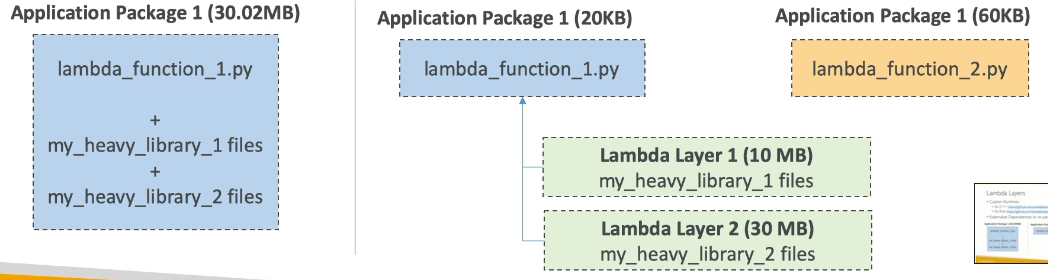 Application Package 1 (30.02MB)
lambda_function_1.py
+
my_heavy_library_1 files
+
my_heavy_library_2 files
Application Package 1 (20KB)
lambda_function_1.py
Application Package 1 (60KB)
lambda_function_2.py
Lambda Layer 1 (10 MB)
my_heavy_library_1 files
Lambda Layer 2 (30 MB)
my_heavy_library_2 files
Lambda Layers